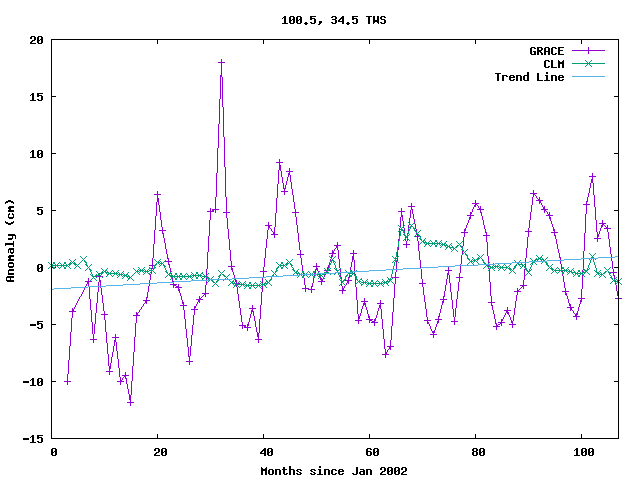 100.5, 34.5 TWS
GRACE
CLM
Trend Line
20
15
10
5
0
-5
-10
-15
Anomaly (cm)
0 20 40 60 80 100
Months since Jan 2002